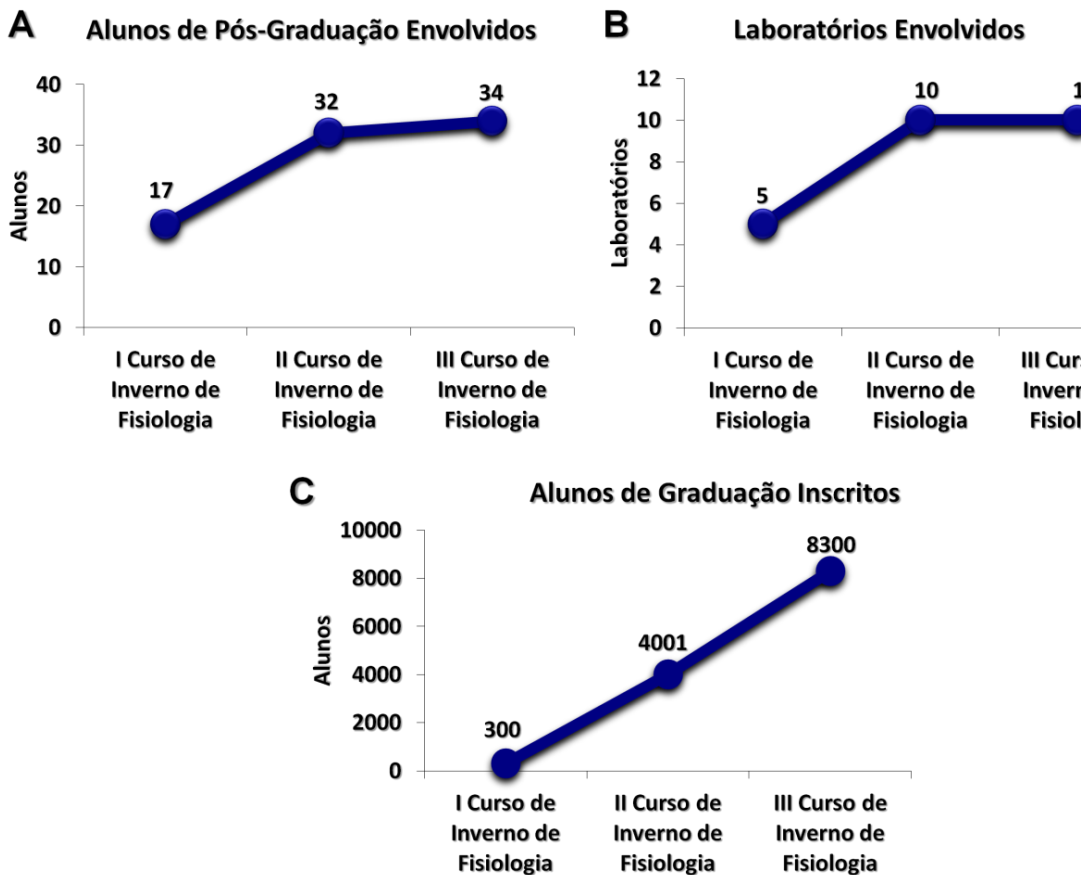 A
Alunos de Pós-Graduação Envolvidos
40
30
20
10
0
Alunos
17
32
34
I Curso de
Inverno de
Fisiologia
II Curso de
Inverno de
Fisiologia
III Curso de
Inverno de
Fisiologia
B
Laboratórios Envolvidos
12
10
8
6
4
2
0
Laboratórios
5
10
I Curso de
Inverno de
Fisiologia
II Curso de
Inverno de
Fisiologia
III
C
Alunos de Graduação Inscritos
10000
8000
6000
4000
2000
0
Alunos
300
4001
8300
I Curso de
Inverno de
Fisiologia
II Curso de
Inverno de
Fisiologia
III Curso de
Inverno de
Fisiologia